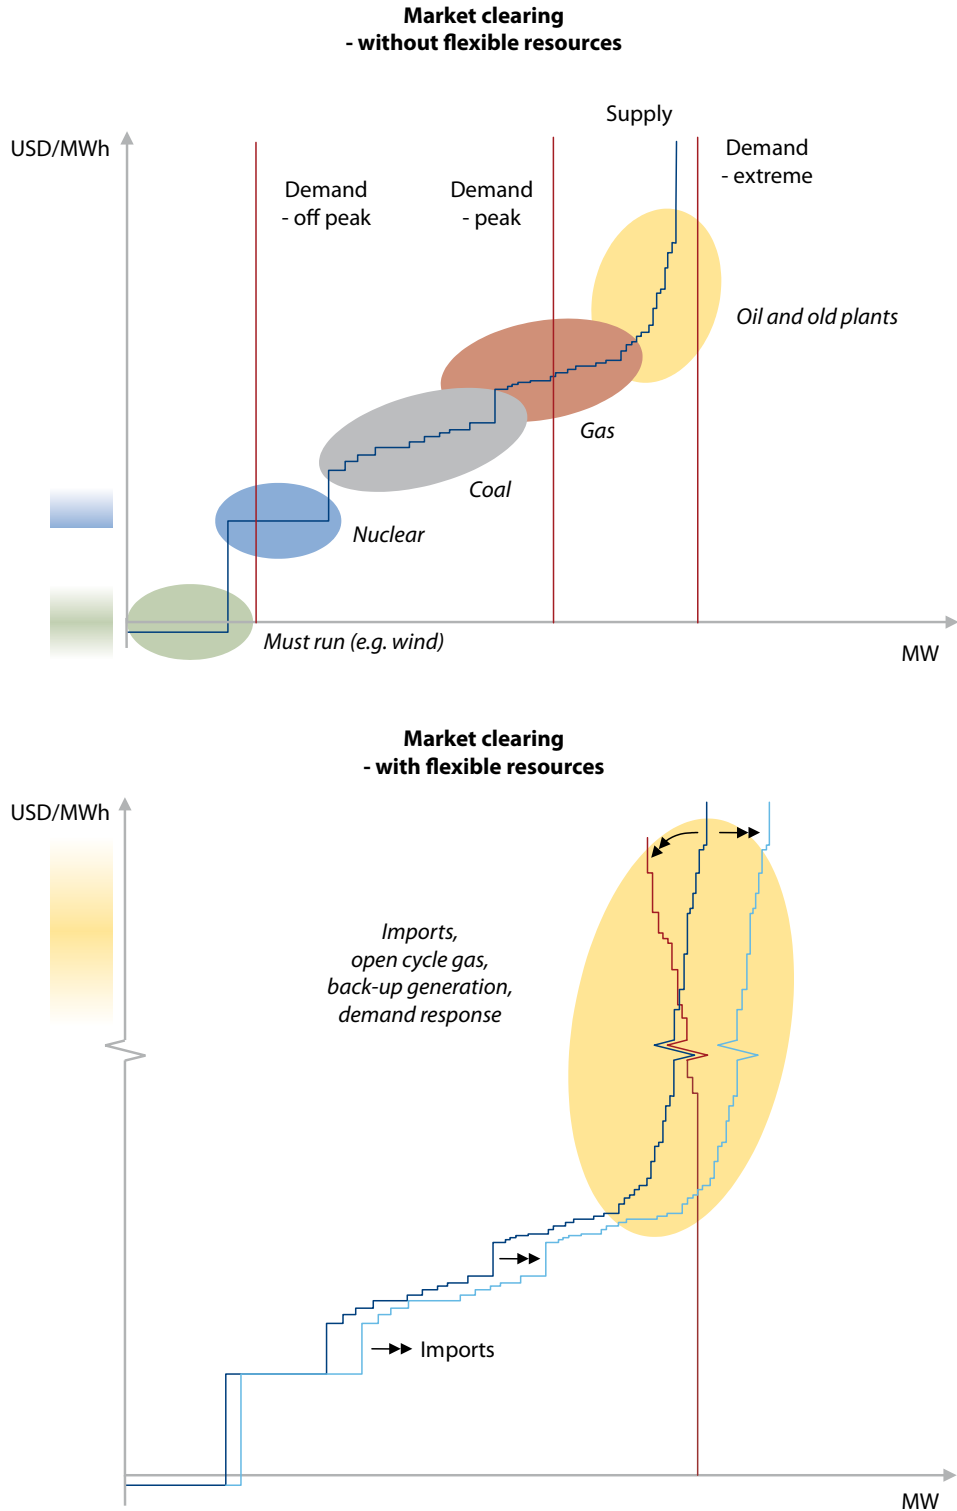 Market clearing
- without flexible resources
Supply
USD/MWh
Demand
- extreme
Demand
- off peak
Demand
- peak
Oil and old plants
Gas
Coal
Nuclear
Must run (e.g. wind)
MW
Market clearing
- with flexible resources
USD/MWh
Imports,
open cycle gas,
back-up generation,
demand response
Imports
MW